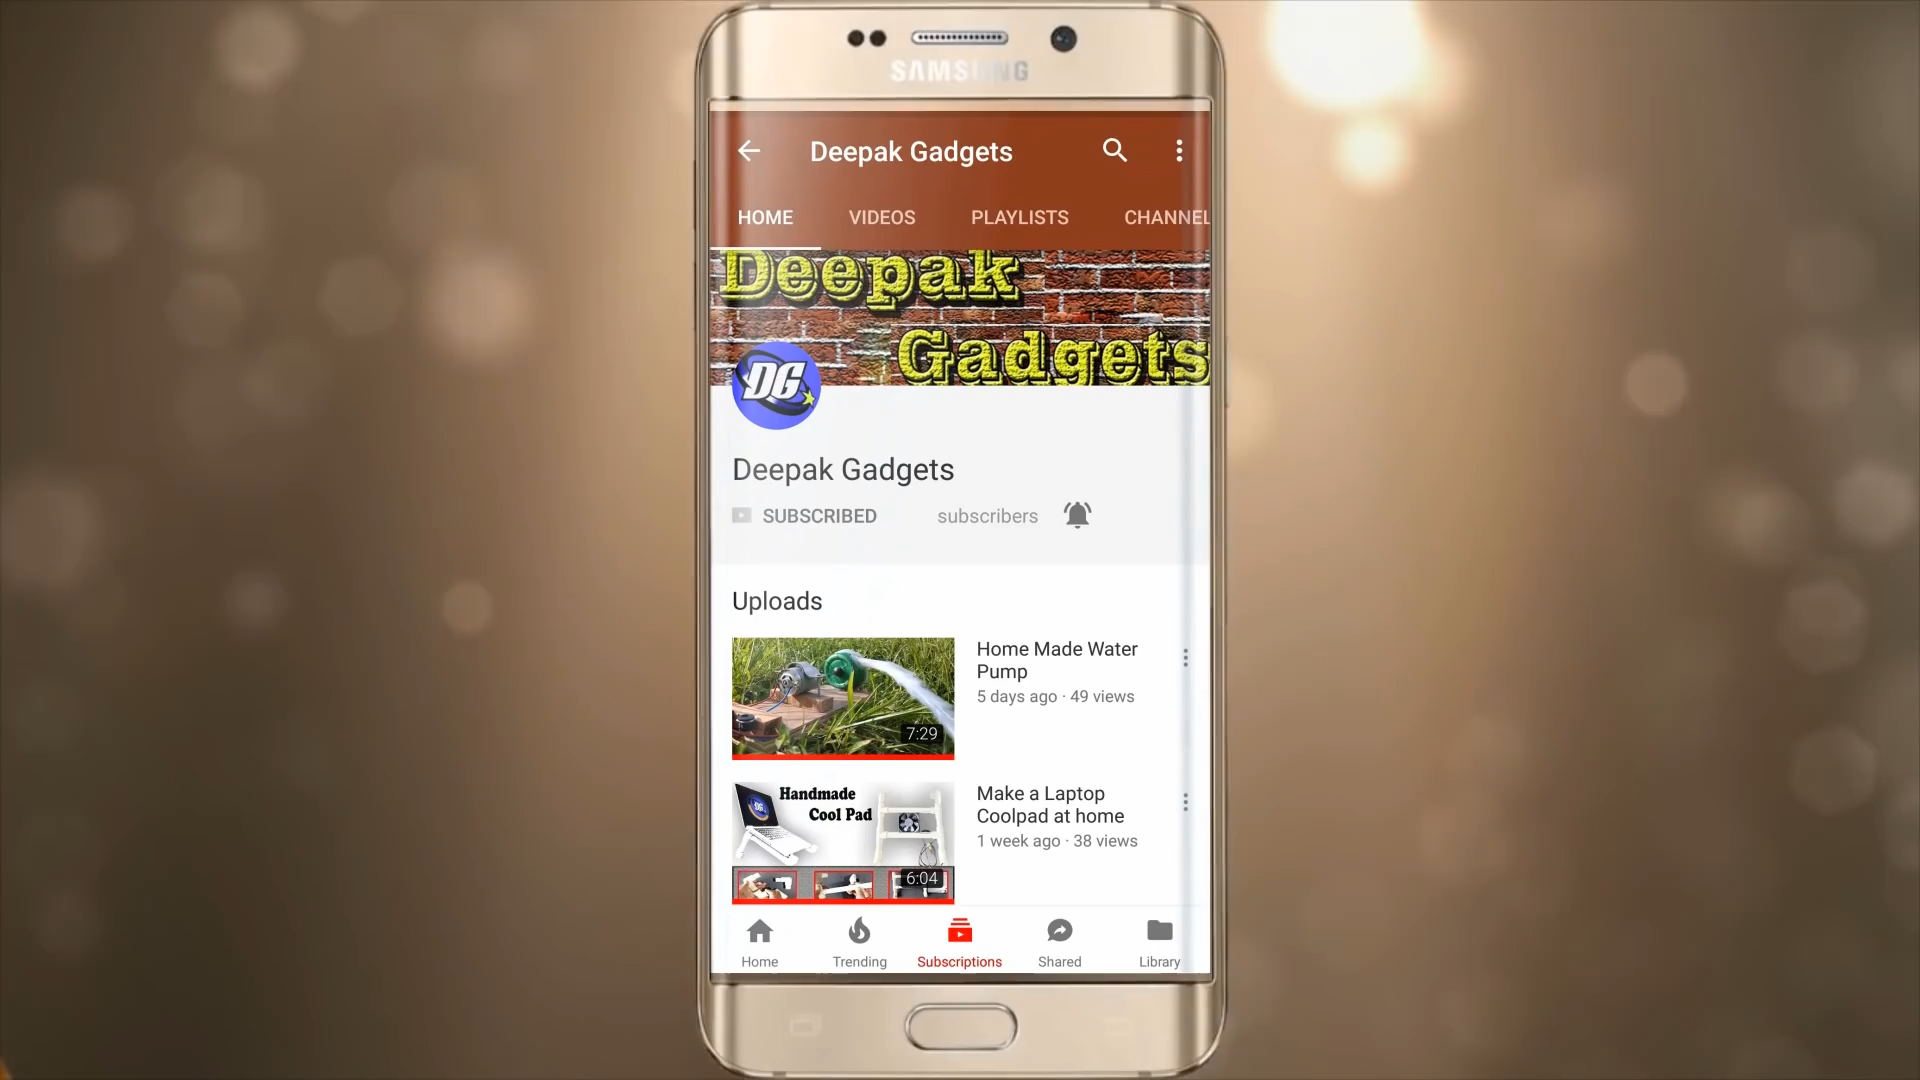 SAMSUNG
Deepak Gadgets
HOME VIDEOS PLAYLISTS CHANNEL
Deepak
Gadgets
DG
Deepak Gadgets
SUBSCRIBED subscribers
Uploads
Home Made Water
Pump
5 days ago · 49 views
7:29
Handmade
Cool Pad
Make a Laptop
Coolpad at home
1 week ago · 38 views
6:04
Home Trending Subscriptions Shared Library